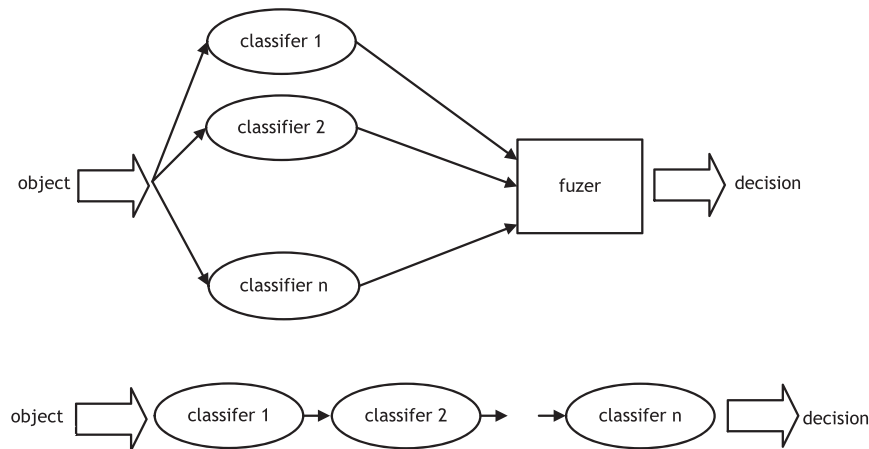 classifer 1
classifier 2
object
fuzer
decision
classifier n
object
classifer 1
classifer 2
classifer n
decision